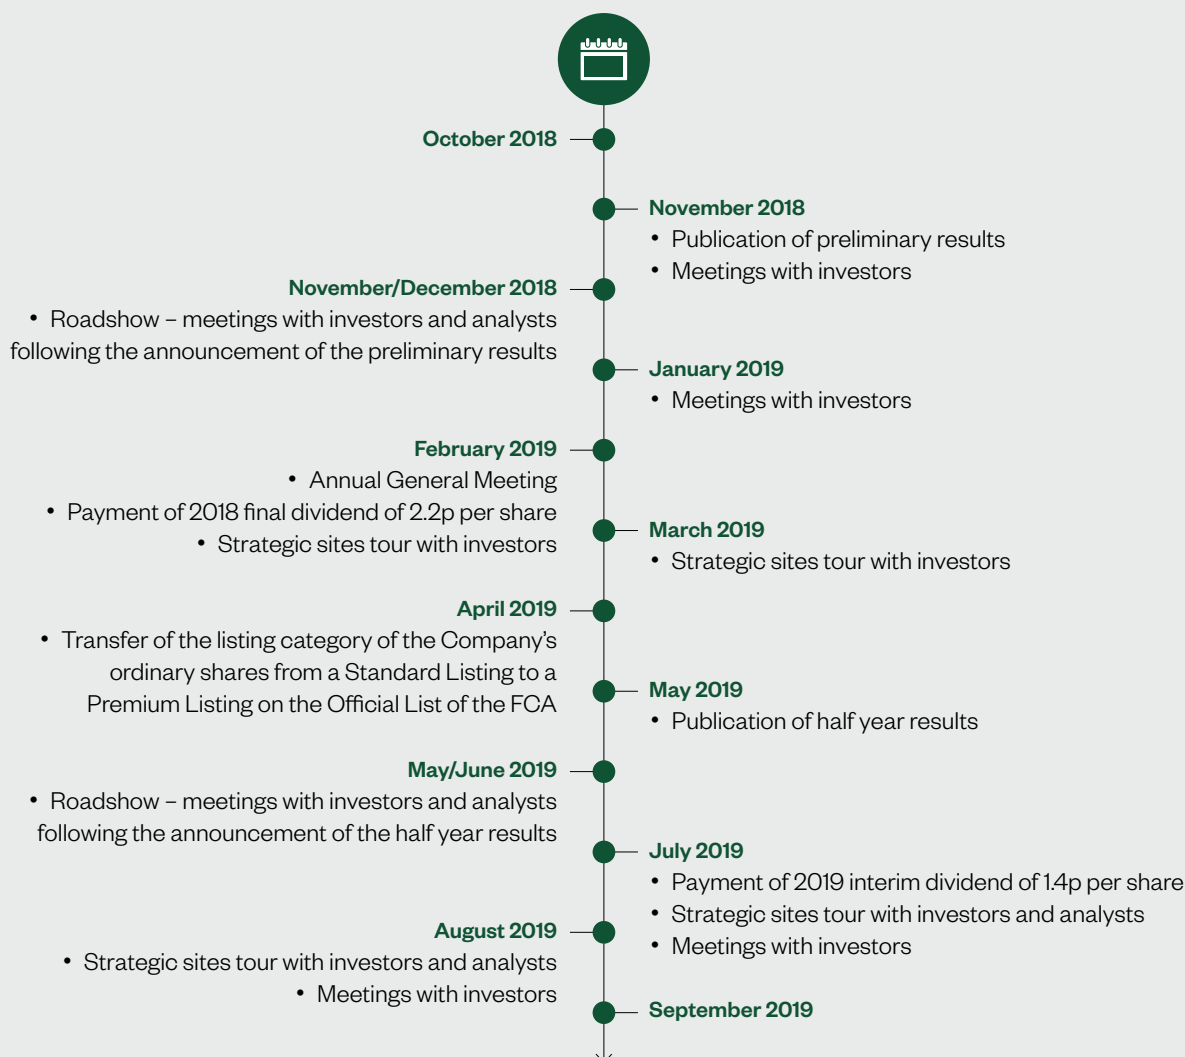 October 2018
November 2018
• Publication of preliminary results
• Meetings with investors
November/December 2018
• Roadshow – meetings with investors and analysts
following the announcement of the preliminary results
January 2019
• Meetings with investors
February 2019
• Annual General Meeting
• Payment of 2018 final dividend of 2.2p per share
• Strategic sites tour with investors
March 2019
• Strategic sites tour with investors
April 2019
• Transfer of the listing category of the Company’s
ordinary shares from a Standard Listing to a
Premium Listing on the Official List of the FCA
May 2019
• Publication of half year results
May/June 2019
• Roadshow – meetings with investors and analysts
following the announcement of the half year results
July 2019
• Payment of 2019 interim dividend of 1.4p per share
• Strategic sites tour with investors and analysts
• Meetings with investors
August 2019
• Strategic sites tour with investors and analysts
• Meetings with investors
September 2019